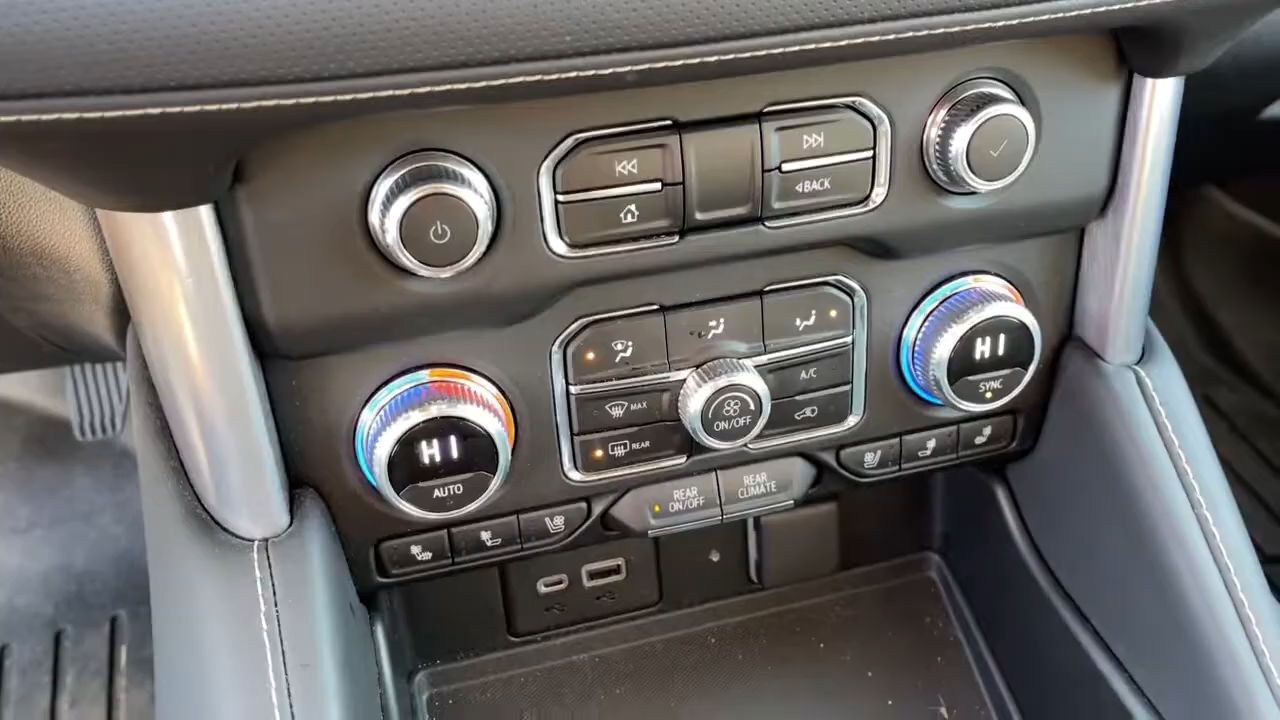 BACK
A/C
MAX
ON/OFF
REAR
HI
SYNC
HI
AUTO
REAR
ON/OFF
REAR
CLIMATE